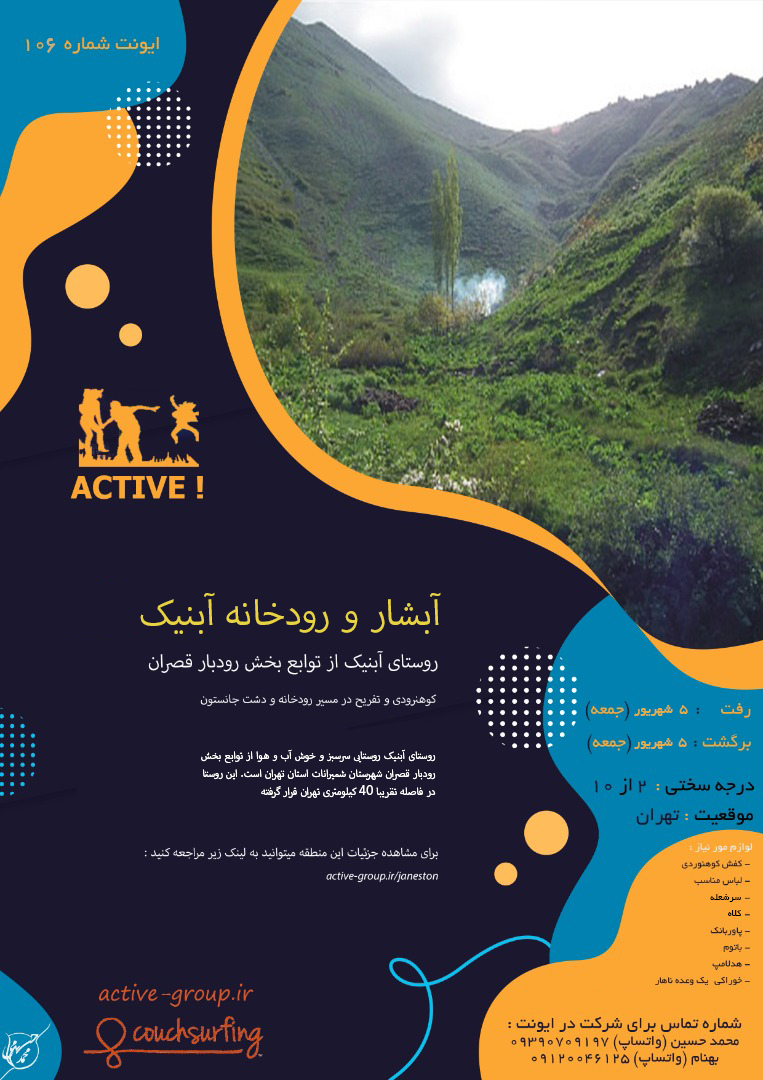 ایونت شماره ۱۰۶
ACTIVE !
آبشار و رودخانه آبنیک
روستای آبنیک از توابع بخش رودبار قصران
کوهنرودی و تفریح در مسیر رودخانه و دشت جانستون
روستای آبنیک روستایی سرسبز و خوش آب و هوا از توابع بخش
رودبار قصران شهرستان شمیرانات استان تهران است. این روستا
در فاصله تقریبا 40 کیلومتری تهران قرار گرفته
برای مشاهده جزئیات این منطقه میتوانید به لینک زیر مراجعه کنید :
active-group.ir/janeston
رفت : ۵ شهریور (جمعه)
برگشت : ۵ شهریور (جمعه)
درجه سختی : ۲ از ۱۰
موقعیت : تهران
لوازم مور نیاز :
- کفش کوهنوردی
- لباس مناسب
- سرشعله
- کلاه
- پاوربانک
- باتوم
- هدلامپ
- خوراکی یک وعده ناهار
شماره تماس برای شرکت در ایونت :
محمد حسین (واتساپ) ۰۹۳۹۰۷۰۹۱۹۷
بهنام (واتساپ) ۰۹۱۲۰۰۴۶۱۲۵
active-group.ir
couchsurfing